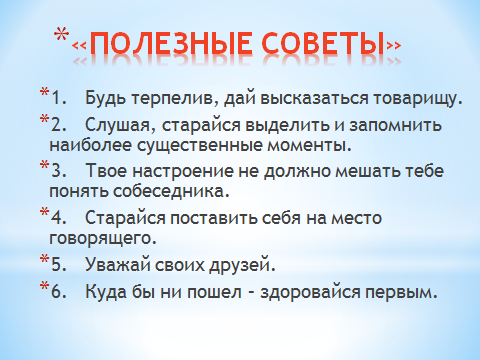 * «ПОЛЕЗНЫЕ СОВЕТЫ»
* 1. Будь терпелив, дай высказаться товарищу.
* 2. Слушая, старайся выделить и запомнить
наиболее существенные моменты.
* 3. Твое настроение не должно мешать тебе
понять собеседника.
* 4. Старайся поставить себя на место
говорящего.
* 5. Уважай своих друзей.
* 6. Куда бы ни пошел – здоровайся первым.